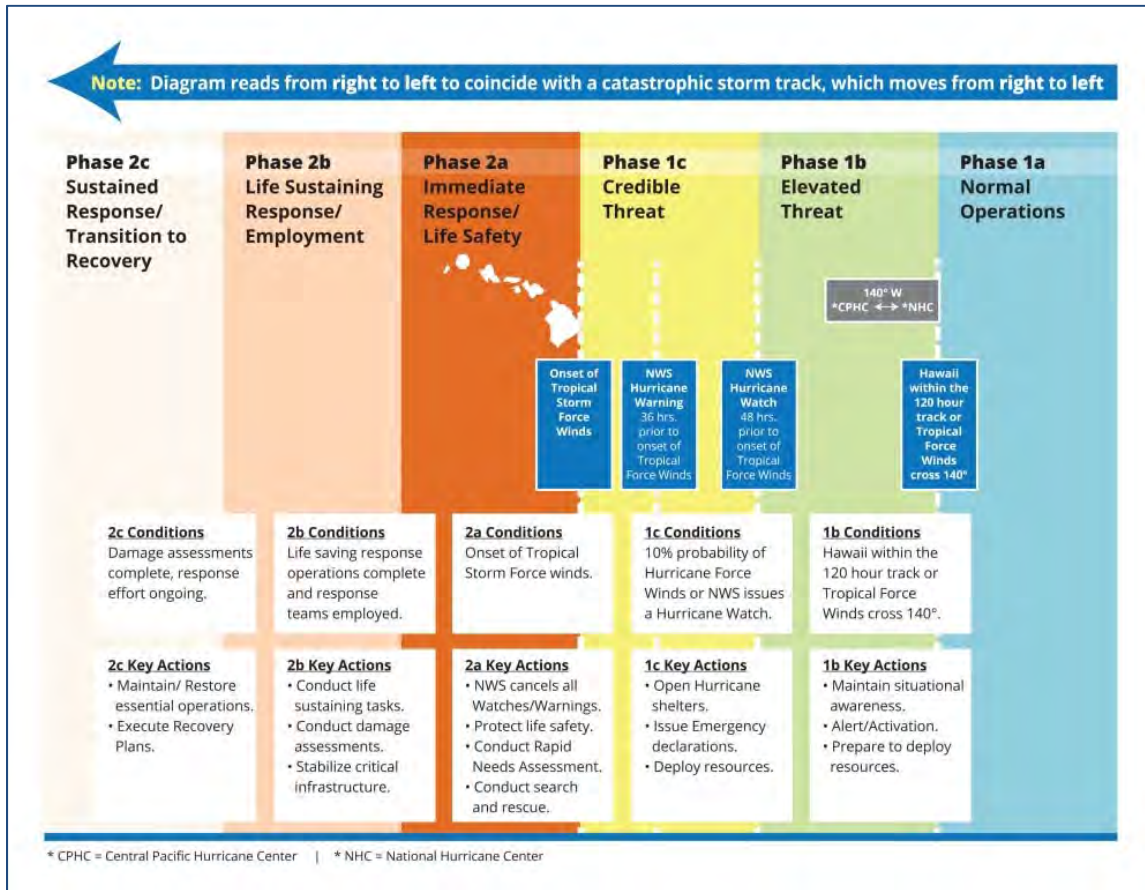 Note: Diagram reads from right to left to coincide with a catastrophic storm track, which moves from right to left
Phase 2c
Sustained
Response/
Transition to
Recovery
Phase 2b
Life Sustaining
Response/
Employment
Phase 2a
Immediate
Response/
Life Safety
Phase 1c
Credible
Threat
Phase 1b
Elevated
Threat
Phase 1a
Normal
Operations
140° W
*CPHC ↔ *NHC
Onset of
Tropical
Storm
Force
Winds
NWS
Hurricane
Warning
36 hrs.
prior to
onset of
Tropical
Force Winds
NWS
Hurricane
Watch
48 hrs.
prior to
onset of
Tropical
Force Winds
Hawaii
within the
120 hour
track or
Tropical
Force
Winds
cross 140°
2c Conditions
Damage assessments
complete, response
effort ongoing.
2b Conditions
Life saving response
operations complete
and response
teams employed.
2a Conditions
Onset of Tropical
Storm Force winds.
1c Conditions
10% probability of
Hurricane Force
Winds or NWS issues
a Hurricane Watch.
1b Conditions
Hawaii within the
120 hour track or
Tropical Force
Winds cross 140°.
2c Key Actions
• Maintain/ Restore
essential operations.
• Execute Recovery
Plans.
2b Key Actions
• Conduct life
sustaining tasks.
• Conduct damage
assessments.
• Stabilize critical
infrastructure.
2a Key Actions
• NWS cancels all
Watches/Warnings.
• Protect life safety.
• Conduct Rapid
Needs Assessment.
• Conduct search
and rescue.
1c Key Actions
• Open Hurricane
shelters.
• Issue Emergency
declarations.
• Deploy resources.
1b Key Actions
• Maintain situational
awareness.
• Alert/Activation.
• Prepare to deploy
resources.
* CPHC = Central Pacific Hurricane Center | * NHC = National Hurricane Center